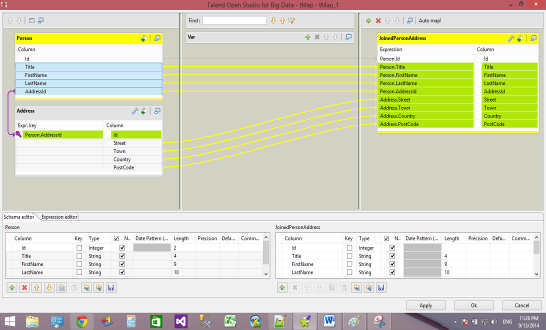 Talend Open Studio for Big Data - tMap - tMap_1
Find :
Auto map!
Person
Column
Id
Title
FirstName
LastName
AddressId
Address
Expr. key Column
Person.AddressId Id
Street
Town
Country
PostCode
Var
JoinedPersonAddress
Expression Column
Person.Id Id
Person.Title Title
Person.FirstName FirstName
Person.LastName LastName
Person.AddressId AddressId
Address.Street Street
Address.Town Town
Address.Country Country
Address.PostCode PostCode
Schema editor Expression editor
Person
Column Key Type N.. Date Pattern (... Length Precision Defa... Comm...
Id Integer 2
Title String 4
FirstName String 9
LastName String 10
JoinedPersonAddress
Column Key Type N.. Date Pattern (... Length Precision Defa... Comm...
Id Integer
Title String 4
FirstName String 9
LastName String 10
Apply Ok Cancel
ENG
11:26 PM
9/13/2014